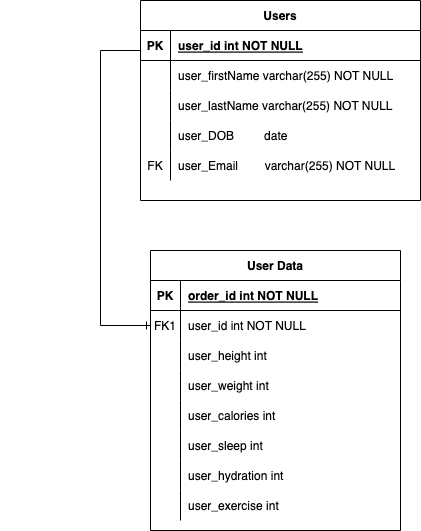 Users
PK user_id int NOT NULL
user_firstName varchar(255) NOT NULL
user_lastName varchar(255) NOT NULL
user_DOB date
FK user_Email varchar(255) NOT NULL
User Data
PK order_id int NOT NULL
FK1 user_id int NOT NULL
user_height int
user_weight int
user_calories int
user_sleep int
user_hydration int
user_exercise int